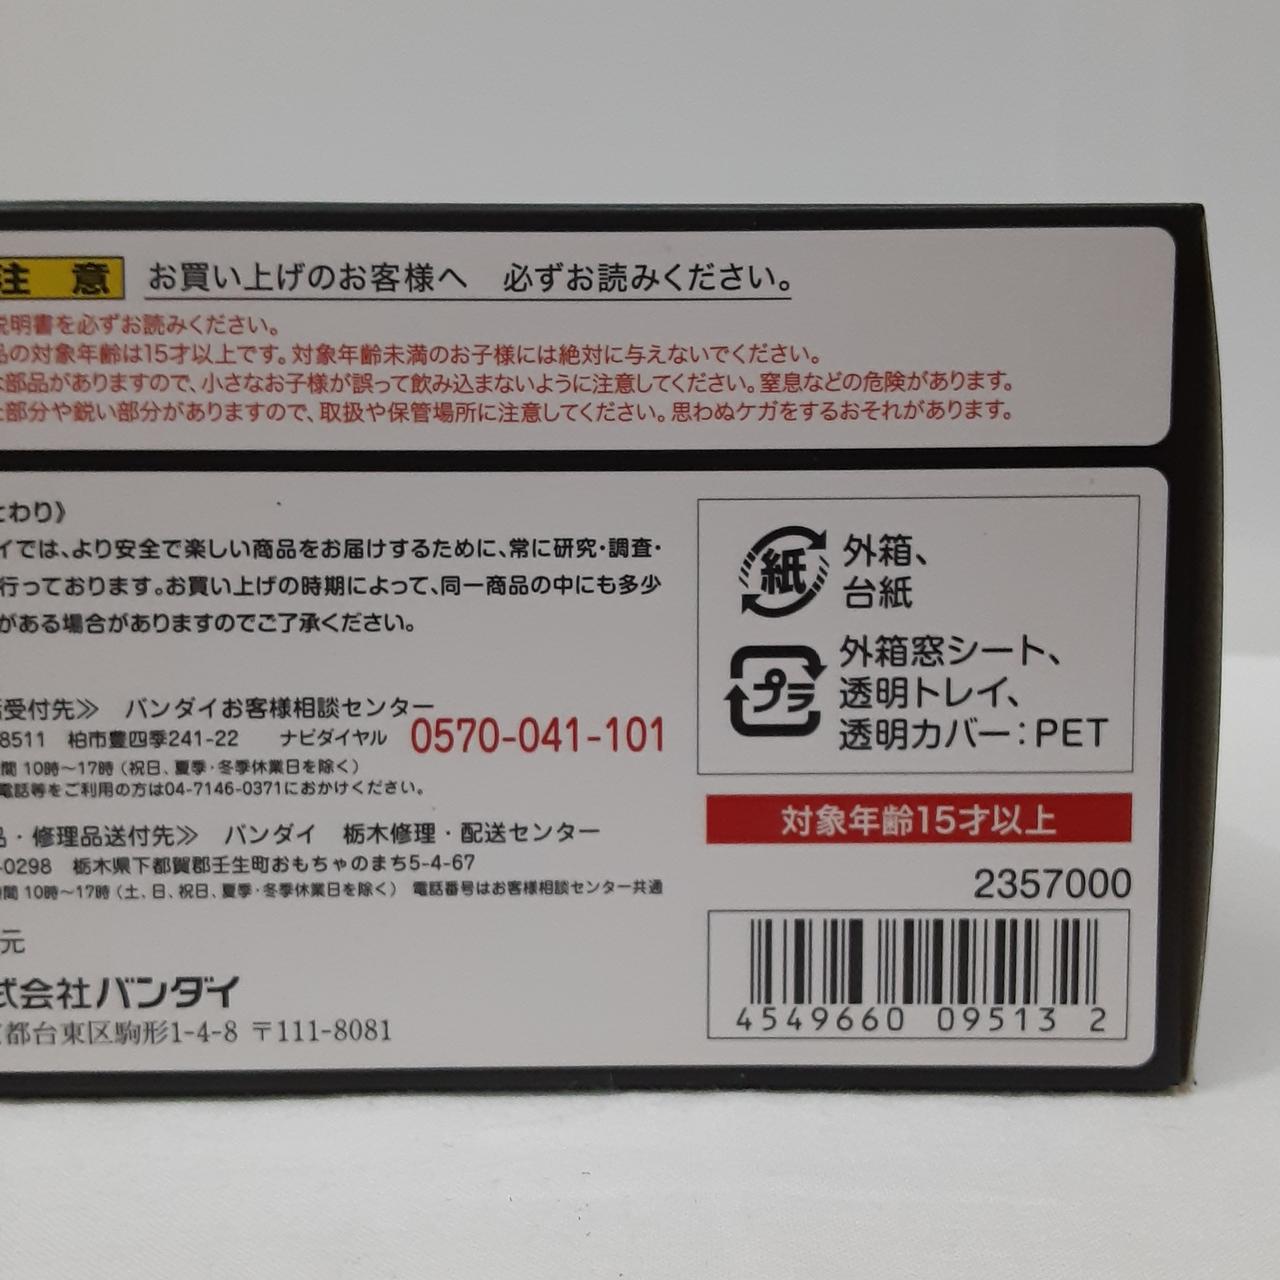 注 意 お買い上げのお客様へ 必ずお読みください。
説明書を必ずお読みください。
品の対象年齢は15才以上です。対象年齢未満のお子様には絶対に与えないでください。
な部品がありますので、小さなお子様が誤って飲み込まないように注意してください。窒息などの危険があります。
た部分や鋭い部分がありますので、取扱や保管場所に注意してください。思わぬケガをするおそれがあります。
とわり》
イでは、より安全で楽しい商品をお届けするために、常に研究・調査・
行っております。お買い上げの時期によって、同一商品の中にも多少
がある場合がありますのでご了承ください。
話受付先≫ バンダイお客様相談センター
8511 柏市豊四季241-22 ナビダイヤル 0570-041-101
間 10時〜17時（祝日、夏季・冬季休業日を除く）
電話等をご利用の方は04-7146-0371におかけください。
品・修理品送付先≫ バンダイ 栃木修理・配送センター
-0298 栃木県下都賀郡壬生町おもちゃのまち5-4-67
時間 10時〜17時（土、日、祝日、夏季・冬季休業日を除く） 電話番号はお客様相談センター共通
元
式会社バンダイ
京都台東区駒形1-4-8 〒111-8081
紙 外箱、
台紙
プラ 外箱窓シート、
透明トレイ、
透明カバー：PET
対象年齢15才以上
2357000
4549660 09513 2